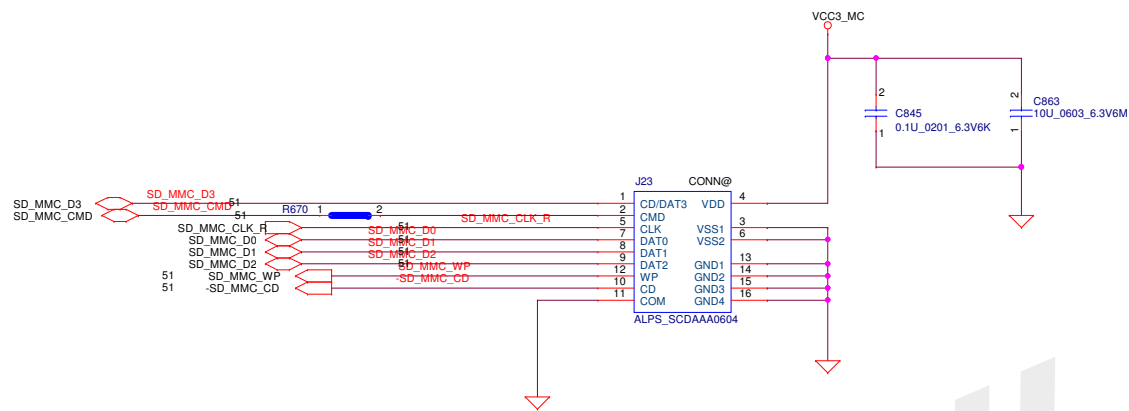 VCC3_MC
2
C845
0.1U_0201_6.3V6K
1
2
C863
10U_0603_6.3V6M
1
J23 CONN@
SD_MMC_D3 SD_MMC_D3 51 1 CD/DAT3 VDD 4
SD_MMC_CMD SD_MMC_CMD 51 R670 1 2 2 CMD
SD_MMC_CLK_R 51 SD_MMC_CLK_R 5 CLK VSS1 3
SD_MMC_D0 51 SD_MMC_D0 7 DAT0 VSS2 6
SD_MMC_D1 51 SD_MMC_D1 8 DAT1
SD_MMC_D2 51 SD_MMC_D2 9 DAT2 GND1 13
51 SD_MMC_WP SD_MMC_WP 12 WP GND2 14
51 -SD_MMC_CD -SD_MMC_CD 10 CD GND3 15
11 COM GND4 16
ALPS_SCDAAA0604